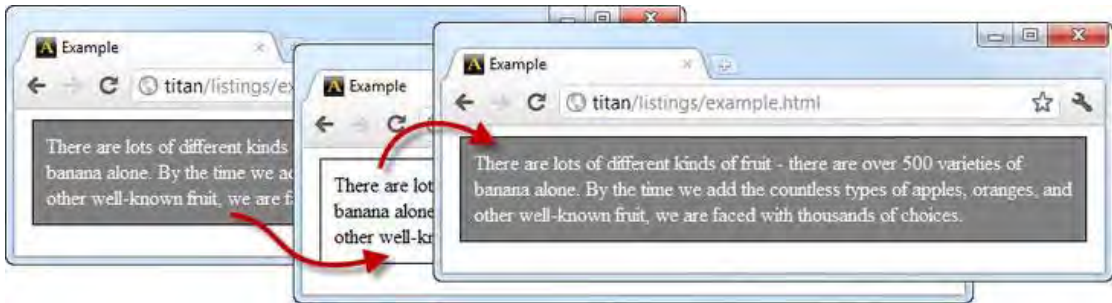 Example
titan/listings/ex
There are lots of different kinds
banana alone. By the time we ad
other well-known fruit, we are f
Example
There are lot
banana alone
other well-kr
Example
titan/listings/example.html
There are lots of different kinds of fruit - there are over 500 varieties of
banana alone. By the time we add the countless types of apples, oranges, and
other well-known fruit, we are faced with thousands of choices.